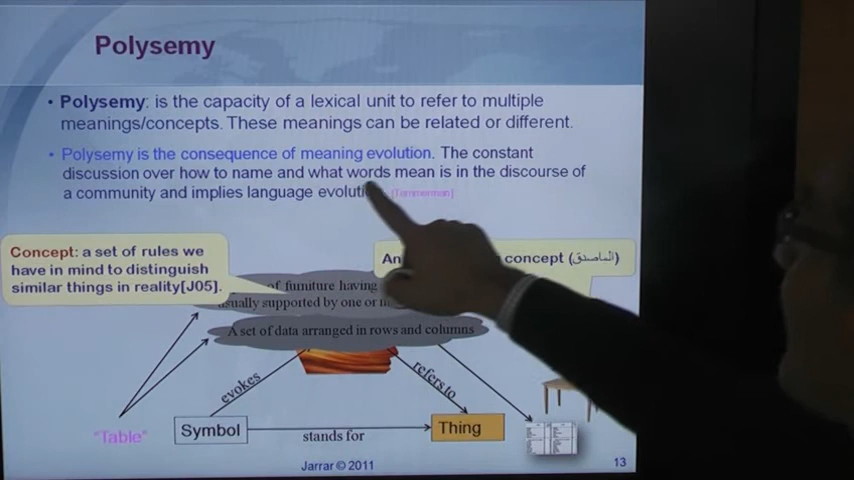 Polysemy
• Polysemy: is the capacity of a lexical unit to refer to multiple
meanings/concepts. These meanings can be related or different.
• Polysemy is the consequence of meaning evolution. The constant
discussion over how to name and what words mean is in the discourse of
a community and implies language [Temmerman]
Concept: a set of rules we
have in mind to distinguish
similar things in reality[J05].
concept (الماصدق)
of furniture having
usually supported by one or
A set of data arranged in rows and columns
evokes
refers to
"Table"
Symbol
stands for
Thing
Jarrar © 2011
13